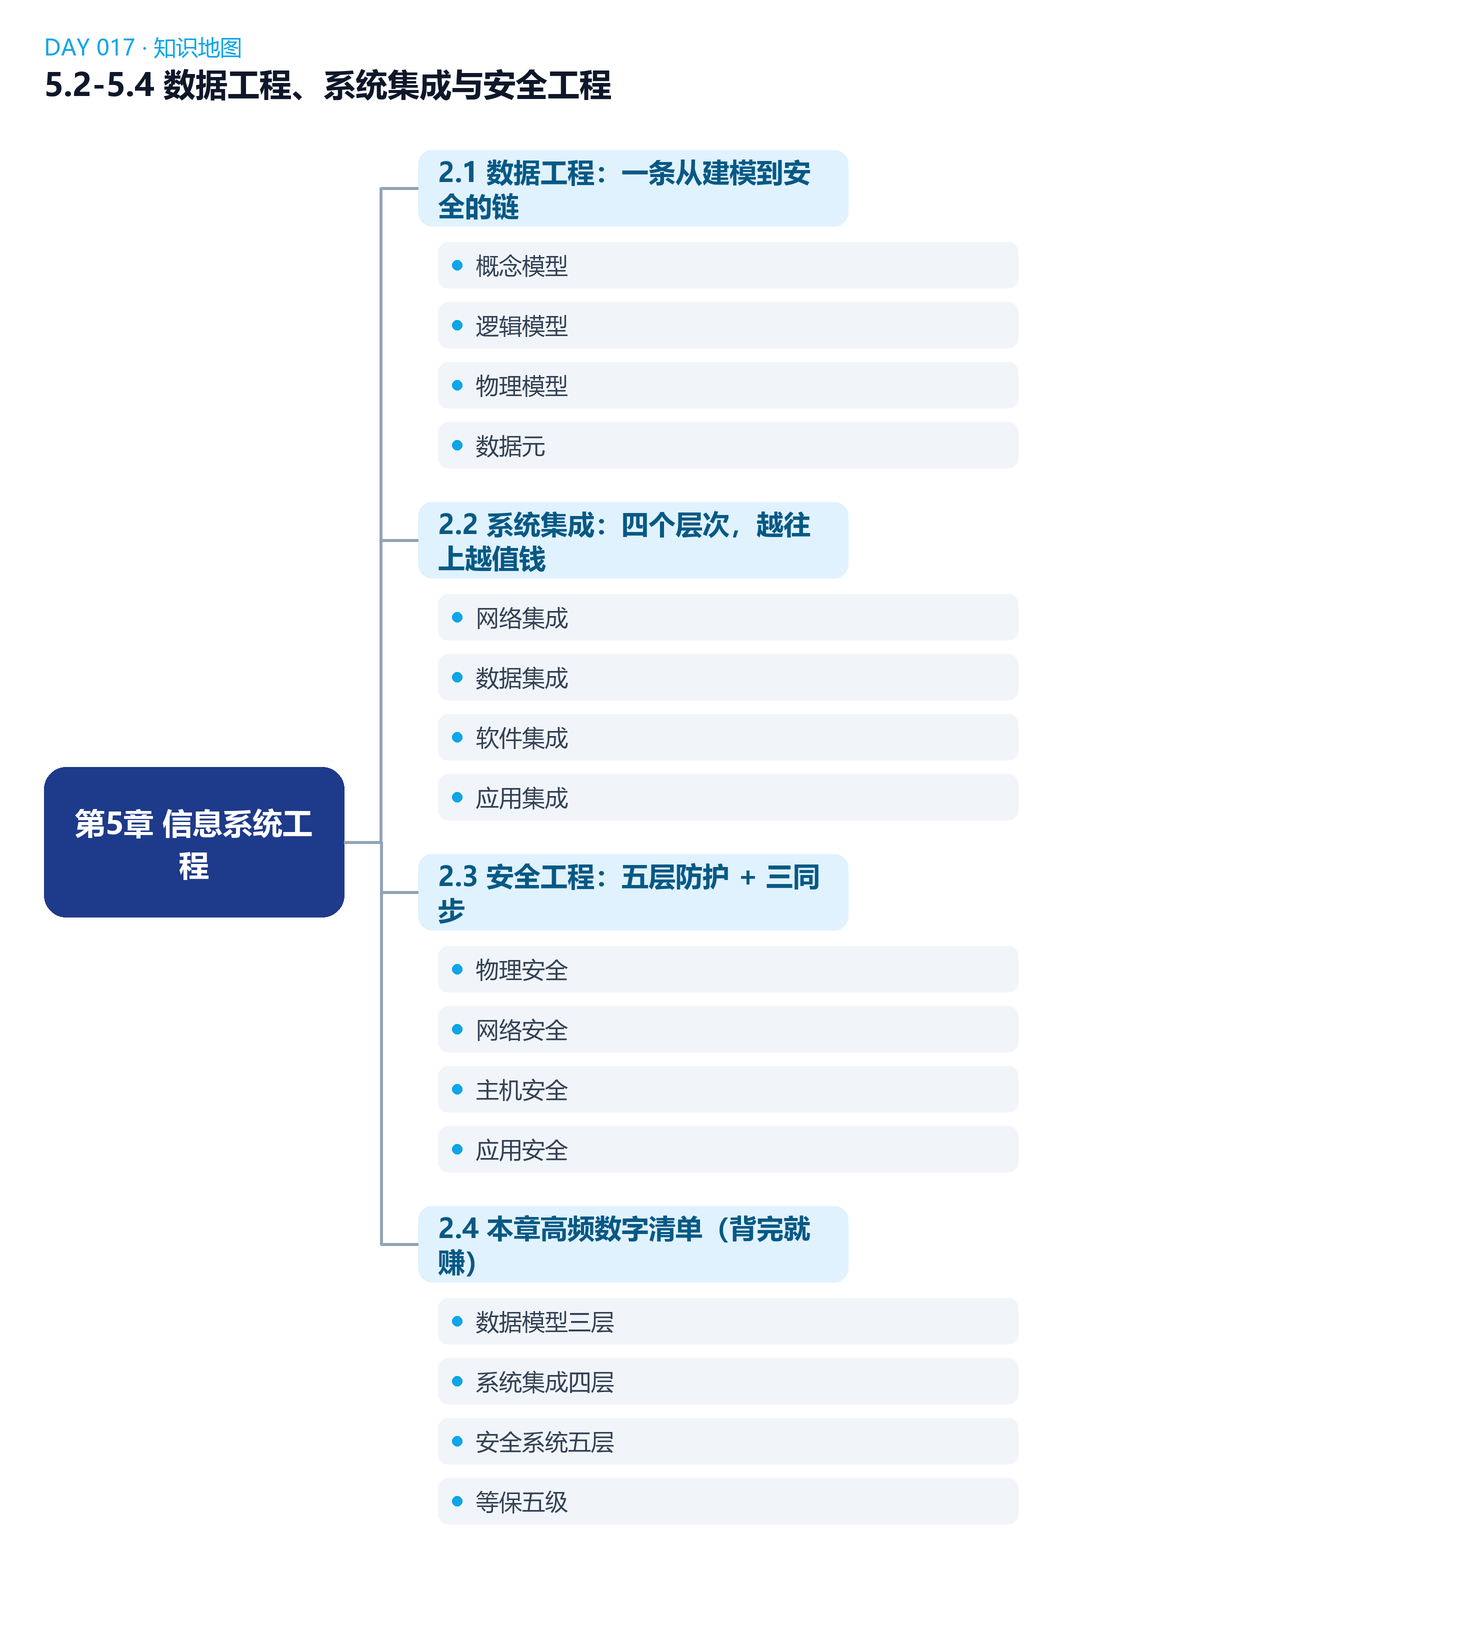 DAY 017 · 知识地图
5.2-5.4 数据工程、系统集成与安全工程
2.1 数据工程：一条从建模到安
全的链
概念模型
逻辑模型
物理模型
数据元
2.2 系统集成：四个层次，越往
上越值钱
网络集成
数据集成
软件集成
应用集成
第5章 信息系统工
程
2.3 安全工程：五层防护 + 三同
步
物理安全
网络安全
主机安全
应用安全
2.4 本章高频数字清单（背完就
赚）
数据模型三层
系统集成四层
安全系统五层
等保五级